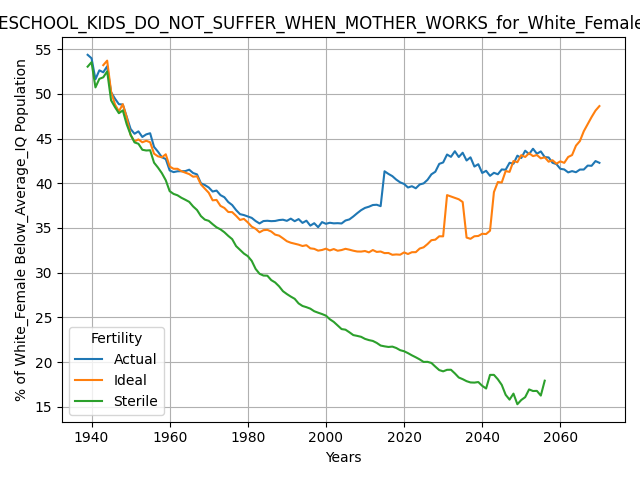 ESCHOOL_KIDS_DO_NOT_SUFFER_WHEN_MOTHER_WORKS_for_White_Female
% of White_Female Below_Average_IQ Population
55
50
45
40
35
30
25
20
15
Fertility
Actual
Ideal
Sterile
1940
1960
1980
2000
2020
2040
2060
Years